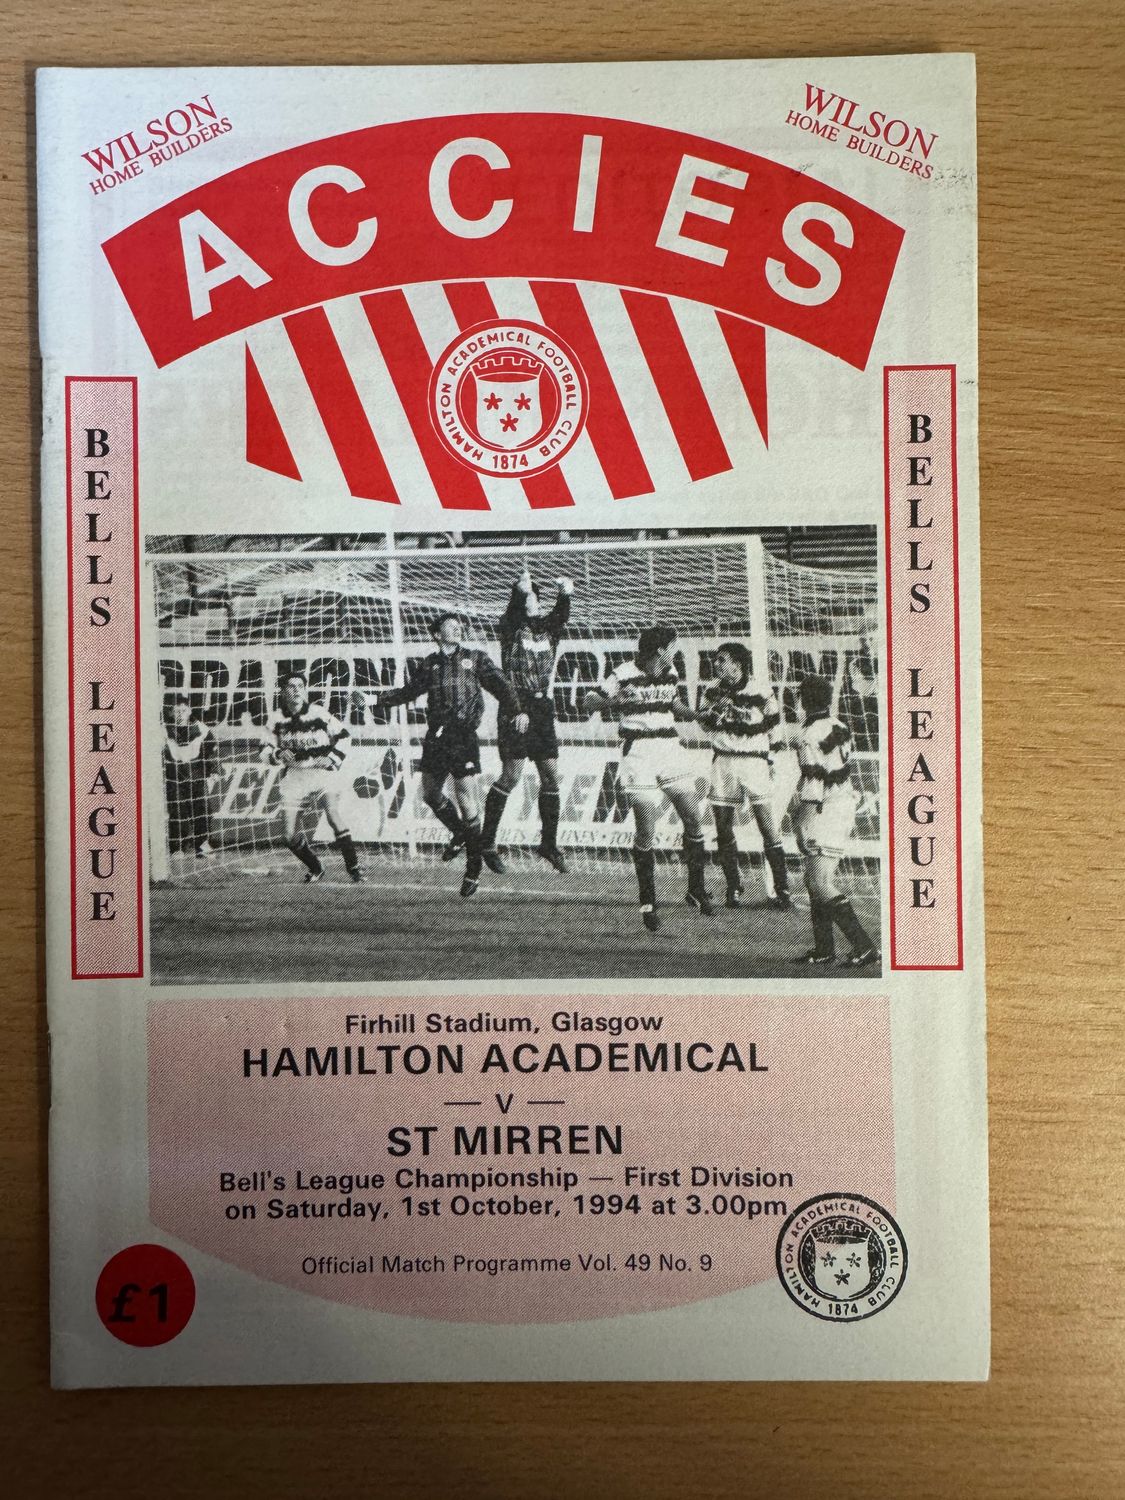 WILSON
HOME BUILDERS
WILSON
HOME BUILDERS
ACCIES
HAMILTON ACADEMICAL FOOTBALL CLUB
1874
BELLS LEAGUE
BELLS LEAGUE
WILSON
Firhill Stadium, Glasgow
HAMILTON ACADEMICAL
— V —
ST MIRREN
Bell's League Championship — First Division
on Saturday, 1st October, 1994 at 3.00pm
Official Match Programme Vol. 49 No. 9
£1
HAMILTON ACADEMICAL FOOTBALL CLUB
1874